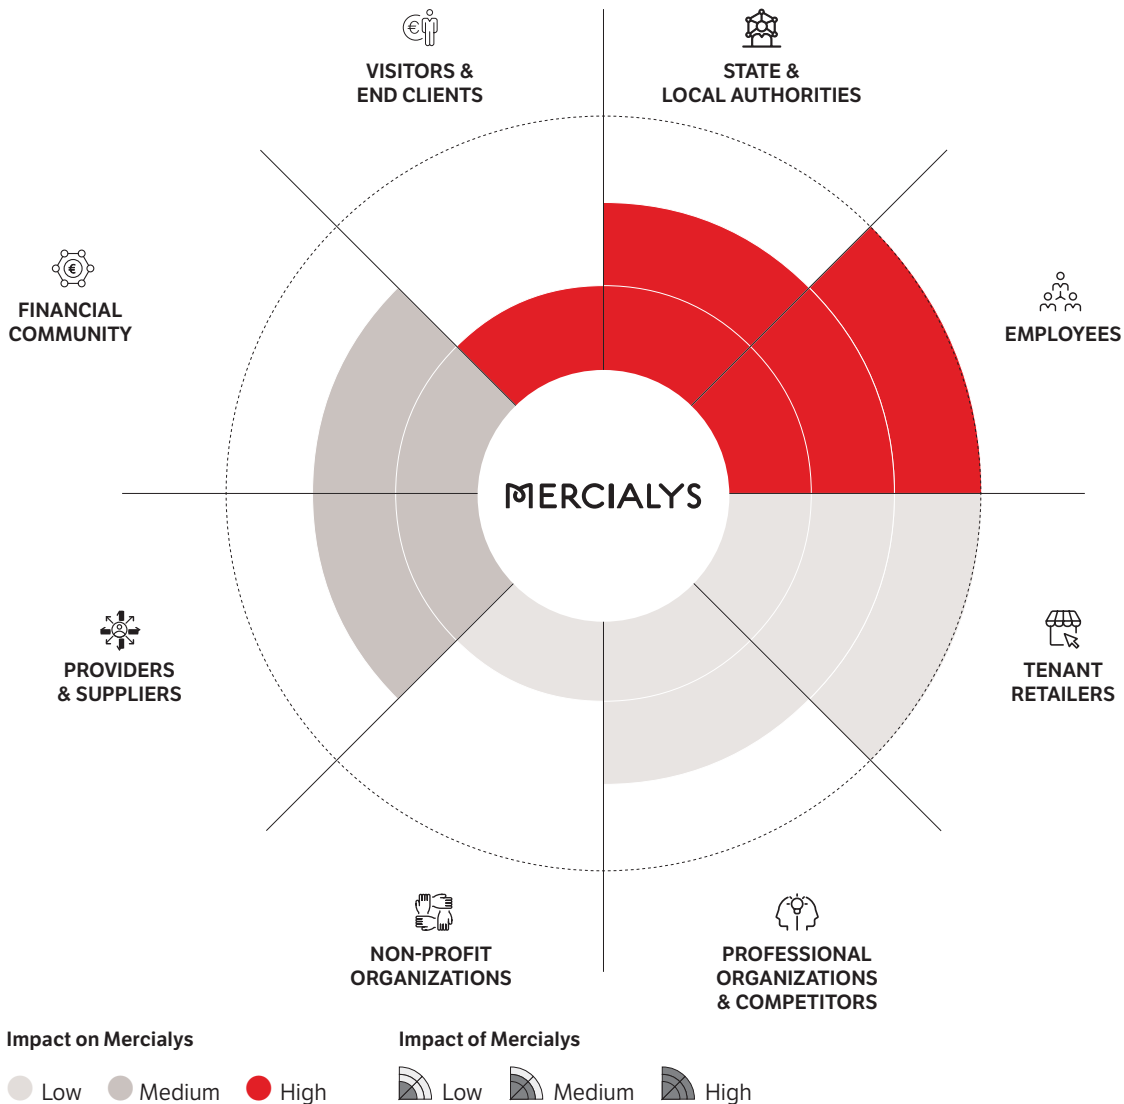 VISITORS &
END CLIENTS
STATE &
LOCAL AUTHORITIES
FINANCIAL
COMMUNITY
EMPLOYEES
MERCIALYS
PROVIDERS
& SUPPLIERS
TENANT
RETAILERS
NON-PROFIT
ORGANIZATIONS
PROFESSIONAL
ORGANIZATIONS
& COMPETITORS
Impact on Mercialys
Low Medium High
Impact of Mercialys
Low Medium High